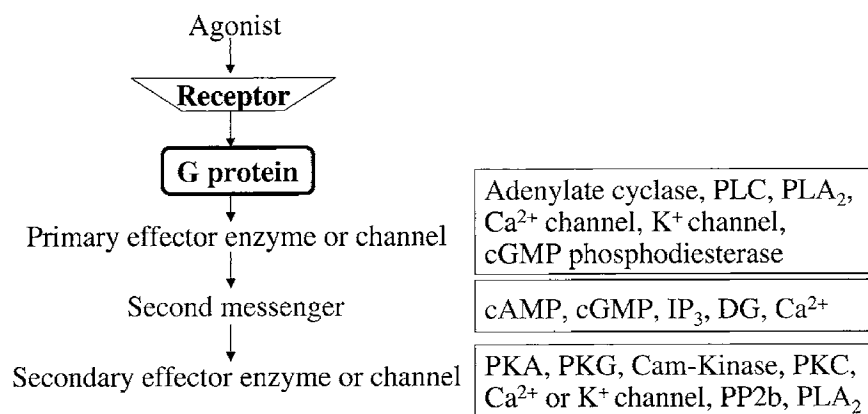 Agonist
Receptor
G protein
Primary effector enzyme or channel
Adenylate cyclase, PLC, PLA₂,
Ca²⁺ channel, K⁺ channel,
cGMP phosphodiesterase
Second messenger
cAMP, cGMP, IP₃, DG, Ca²⁺
Secondary effector enzyme or channel
PKA, PKG, Cam-Kinase, PKC,
Ca²⁺ or K⁺ channel, PP2b, PLA₂